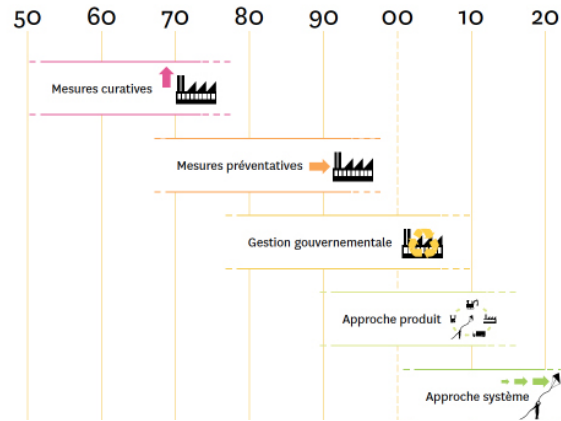 50 60 70 80 90 00 10 20
Mesures curatives
Mesures préventatives
Gestion gouvernementale
Approche produit
Approche système